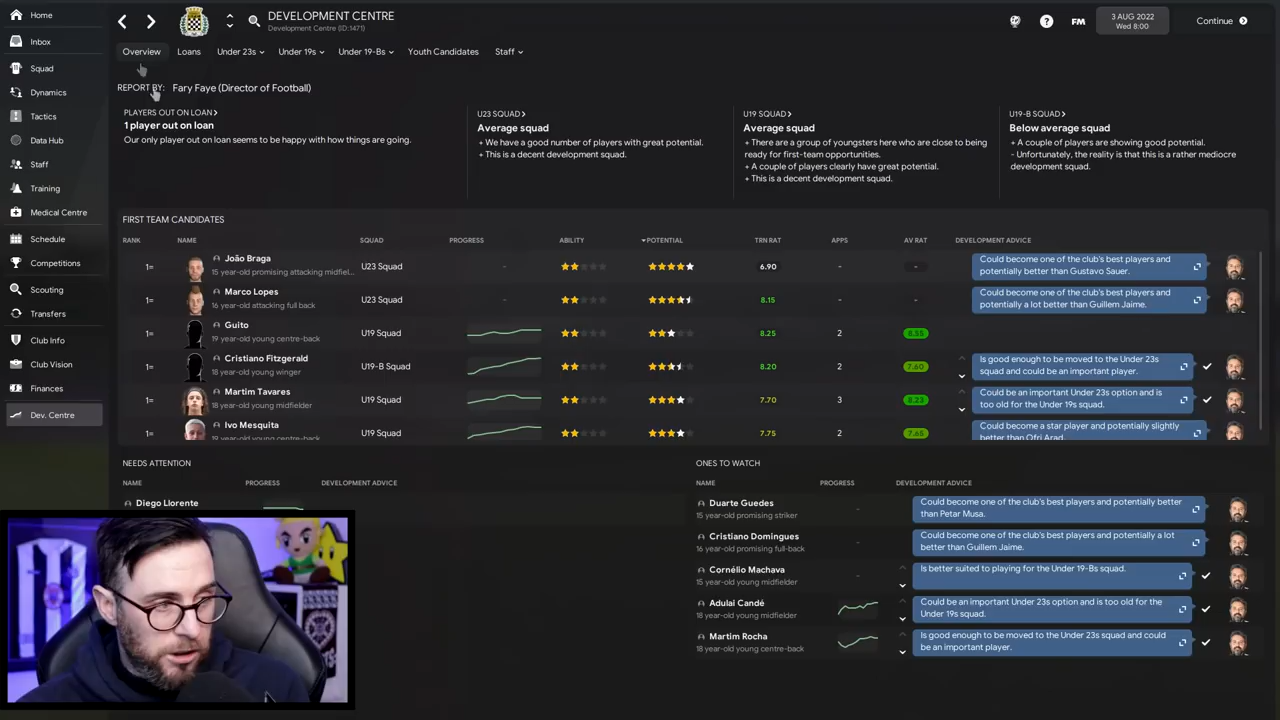 Home
DEVELOPMENT CENTRE
Development Centre (ID:1471)
FM
3 AUG 2022
Wed 8:00
Continue
Inbox
Squad
Dynamics
Tactics
Data Hub
Staff
Training
Medical Centre
Schedule
Competitions
Scouting
Transfers
Club Info
Club Vision
Finances
Dev. Centre
Overview
Loans
Under 23s
Under 19s
Under 19-Bs
Youth Candidates
Staff
REPORT BY: Fary Faye (Director of Football)
PLAYERS OUT ON LOAN
1 player out on loan
Our only player out on loan seems to be happy with how things are going.
U23 SQUAD
Average squad
+ We have a good number of players with great potential.
+ This is a decent development squad.
U19 SQUAD
Average squad
+ There are a group of youngsters here who are close to being
ready for first-team opportunities.
+ A couple of players clearly have great potential.
+ This is a decent development squad.
U19-B SQUAD
Below average squad
+ A couple of players are showing good potential.
- Unfortunately, the reality is that this is a rather mediocre
development squad.
FIRST TEAM CANDIDATES
RANK NAME SQUAD PROGRESS ABILITY POTENTIAL TRN RAT APPS AV RAT DEVELOPMENT ADVICE
1= João Braga U23 Squad - 6.90 - -
15 year-old promising attacking midfiel...
Could become one of the club's best players and
potentially better than Gustavo Sauer.
1= Marco Lopes U23 Squad - 8.15 - -
16 year-old attacking full back
Could become one of the club's best players and
potentially a lot better than Guillem Jaime.
1= Guito U19 Squad 8.25 2 8.55
19 year-old young centre-back
1= Cristiano Fitzgerald U19-B Squad 8.20 2 7.60
18 year-old young winger
Is good enough to be moved to the Under 23s
squad and could be an important player.
1= Martim Tavares U19 Squad 7.70 3 8.23
18 year-old young midfielder
Could be an important Under 23s option and is
too old for the Under 19s squad.
1= Ivo Mesquita U19 Squad 7.75 2 7.65
18 year-old young centre-back
Could become a star player and potentially slightly
better than Ofri Arad.
NEEDS ATTENTION
NAME PROGRESS DEVELOPMENT ADVICE
Diego Llorente
ONES TO WATCH
NAME PROGRESS DEVELOPMENT ADVICE
Duarte Guedes -
15 year-old promising striker
Could become one of the club's best players and potentially better
than Petar Musa.
Cristiano Domingues -
16 year-old promising full-back
Could become one of the club's best players and potentially a lot
better than Guillem Jaime.
Cornélio Machava -
15 year-old young midfielder
Is better suited to playing for the Under 19-Bs squad.
Adulai Candé
18 year-old young midfielder
Could be an important Under 23s option and is too old for the
Under 19s squad.
Martim Rocha
18 year-old young centre-back
Is good enough to be moved to the Under 23s squad and could
be an important player.